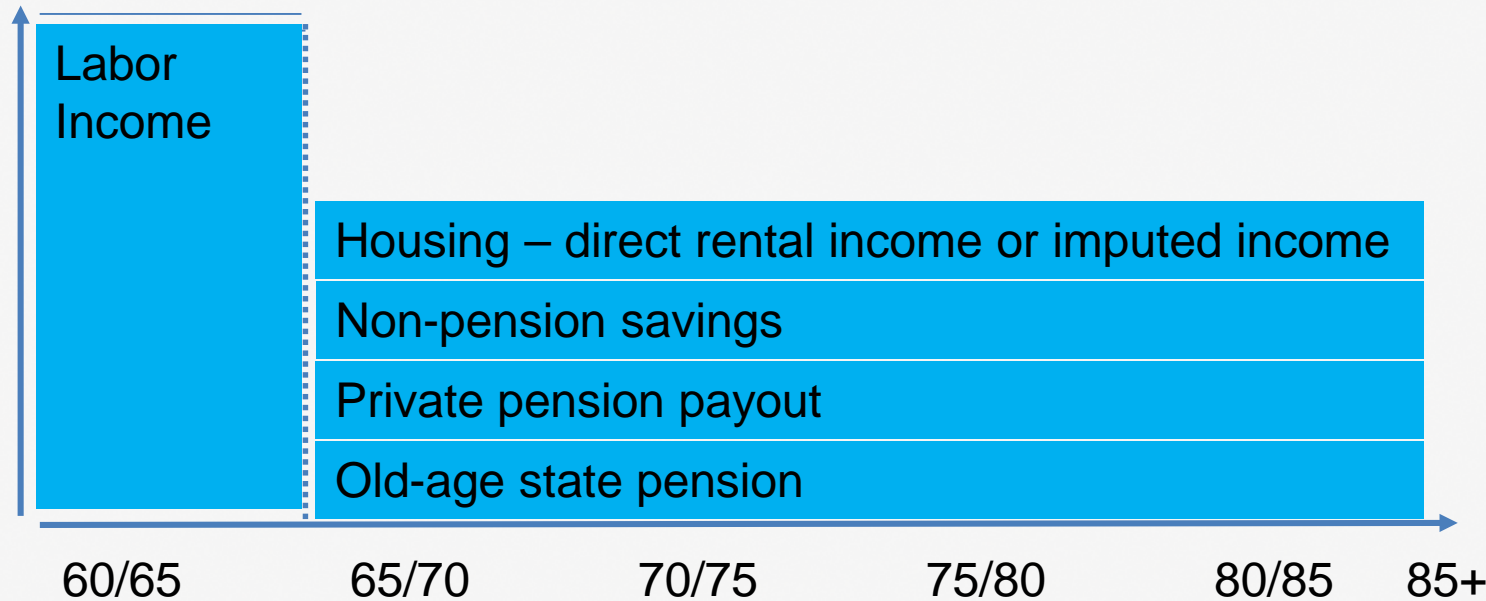 Labor
Income
Housing – direct rental income or imputed income
Non-pension savings
Private pension payout
Old-age state pension
60/65 65/70 70/75 75/80 80/85 85+